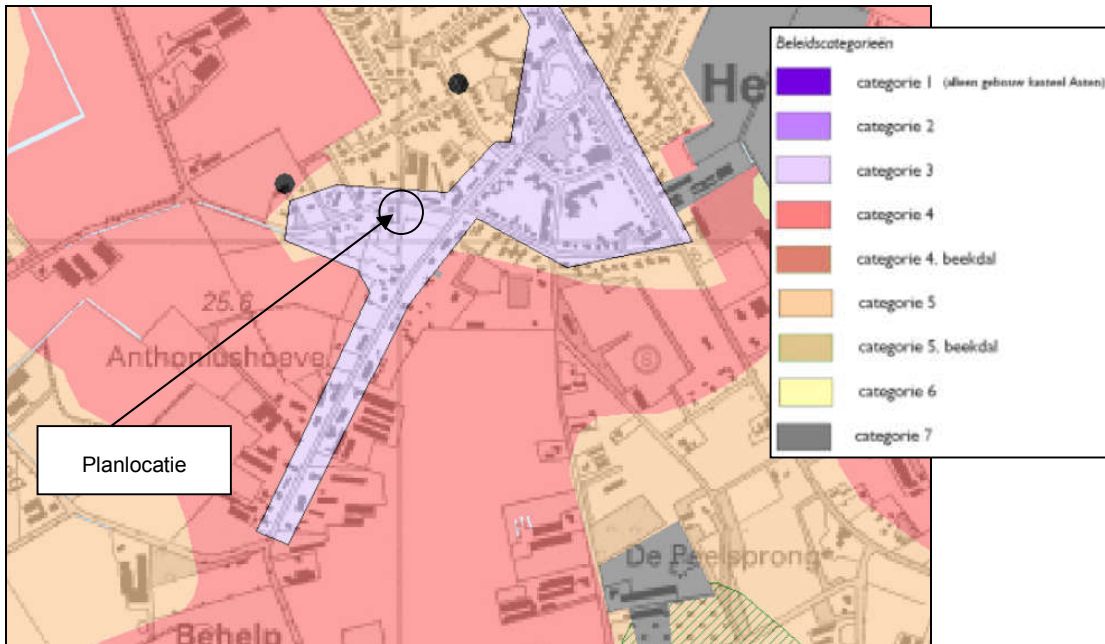 He
25.6
Anthoniushoeve
Planlocatie
De Peelsprong
Behelp
S
Beleidscategorieën
categorie 1 (alleen gebouw kasteel Asten)
categorie 2
categorie 3
categorie 4
categorie 4, beekdal
categorie 5
categorie 5, beekdal
categorie 6
categorie 7